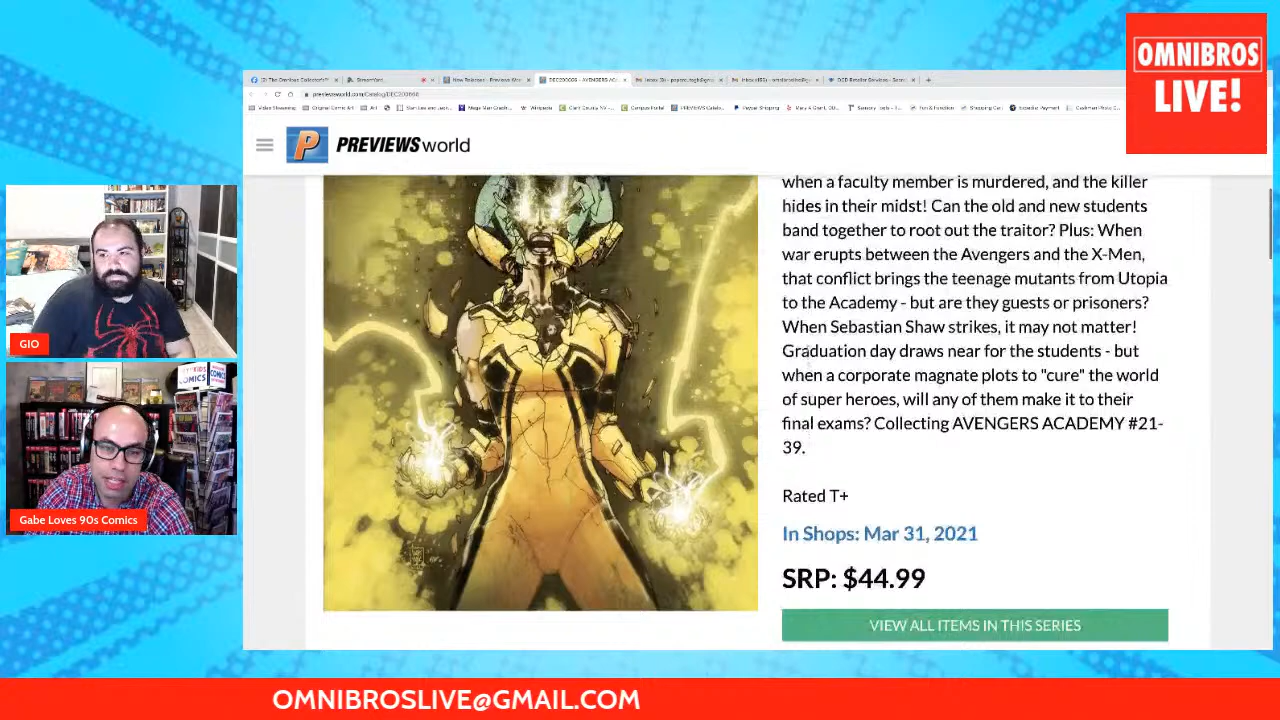 OMNIBROS
LIVE!
previewsworld.com/Catalog/DEC200666
P PREVIEWSworld
when a faculty member is murdered, and the killer
hides in their midst! Can the old and new students
band together to root out the traitor? Plus: When
war erupts between the Avengers and the X-Men,
that conflict brings the teenage mutants from Utopia
to the Academy - but are they guests or prisoners?
When Sebastian Shaw strikes, it may not matter!
Graduation day draws near for the students - but
when a corporate magnate plots to "cure" the world
of super heroes, will any of them make it to their
final exams? Collecting AVENGERS ACADEMY #21-
39.
Rated T+
In Shops: Mar 31, 2021
SRP: $44.99
VIEW ALL ITEMS IN THIS SERIES
GIO
COMICS
Gabe Loves 90s Comics
OMNIBROSLIVE@GMAIL.COM